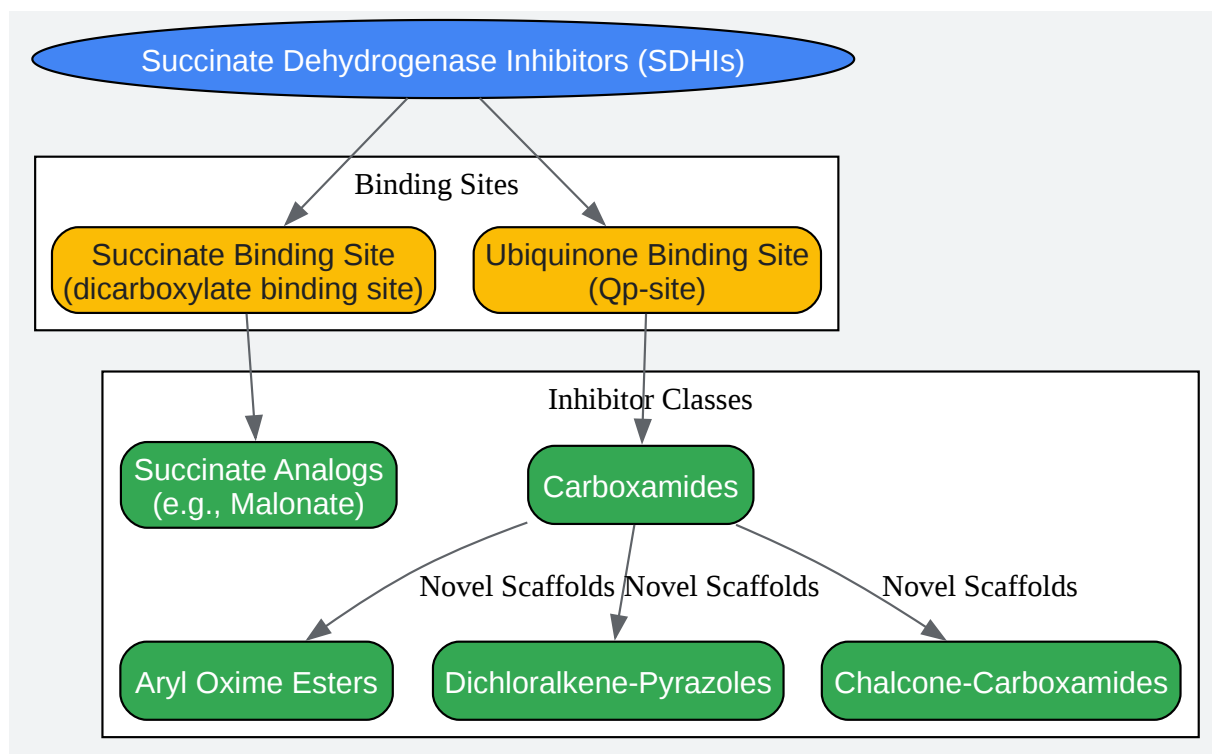 Succinate Dehydrogenase Inhibitors (SDHIs)
Binding Sites
Succinate Binding Site
(dicarboxylate binding site)
Ubiquinone Binding Site
(Qp-site)
Inhibitor Classes
Succinate Analogs
(e.g., Malonate)
Carboxamides
Novel Scaffolds
Novel Scaffolds
Novel Scaffolds
Aryl Oxime Esters
Dichloralkene-Pyrazoles
Chalcone-Carboxamides